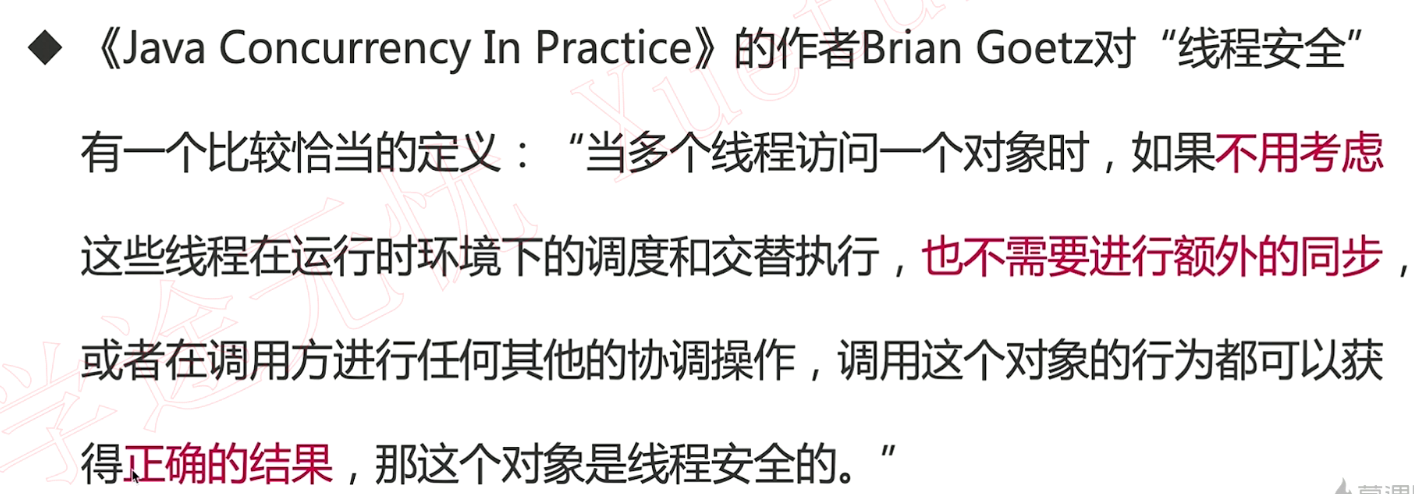 ◆ 《Java Concurrency In Practice》的作者Brian Goetz对“线程安全”
有一个比较恰当的定义：“当多个线程访问一个对象时，如果不用考虑
这些线程在运行时环境下的调度和交替执行，也不需要进行额外的同步，
或者在调用方进行任何其他的协调操作，调用这个对象的行为都可以获
得正确的结果，那这个对象是线程安全的。”
学途无忧 Xuetu